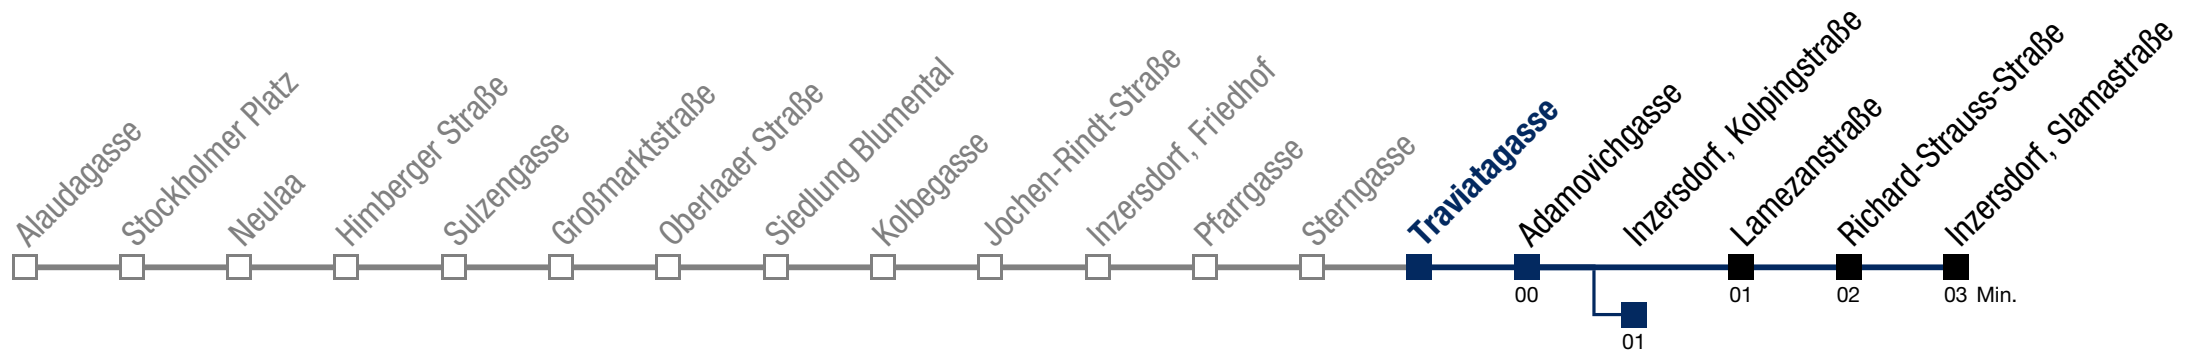 Alaudagasse
Stockholmer Platz
Neulaa
Himberger Straße
Sulzengasse
Großmarktstraße
Oberlaaer Straße
Siedlung Blumental
Kolbegasse
Jochen-Rindt-Straße
Inzersdorf, Friedhof
Pfarrgasse
Sterngasse
Traviatagasse
Adamovichgasse
Inzersdorf, Kolpingstraße
Lamezanstraße
Richard-Strauss-Straße
Inzersdorf, Slamastraße
00
01
02
03 Min.
01